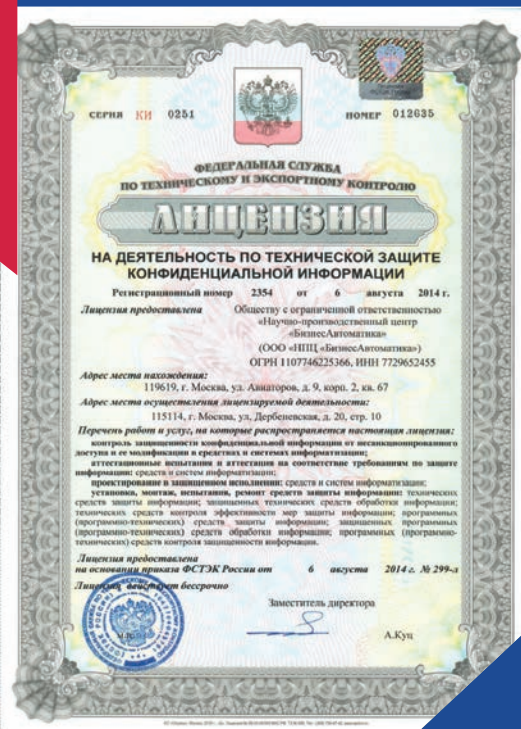 СЕРИЯ КИ 0251
НОМЕР 012635
ФЕДЕРАЛЬНАЯ СЛУЖБА
ПО ТЕХНИЧЕСКОМУ И ЭКСПОРТНОМУ КОНТРОЛЮ
ЛИЦЕНЗИЯ
НА ДЕЯТЕЛЬНОСТЬ ПО ТЕХНИЧЕСКОЙ ЗАЩИТЕ
КОНФИДЕНЦИАЛЬНОЙ ИНФОРМАЦИИ
Регистрационный номер 2354 от 6 августа 2014 г.
Лицензия предоставлена Обществу с ограниченной ответственностью
«Научно-производственный центр
«БизнесАвтоматика»
(ООО «НПЦ «БизнесАвтоматика»)
ОГРН 1107746225366, ИНН 7729652455
Адрес места нахождения:
119619, г. Москва, ул. Авиаторов, д. 9, корп. 2, кв. 67
Адрес места осуществления лицензируемой деятельности:
115114, г. Москва, ул. Дербеневская, д. 20, стр. 10
Перечень работ и услуг, на которые распространяется настоящая лицензия:
контроль защищенности конфиденциальной информации от несанкционированного
доступа и ее модификации в средствах и системах информатизации;
аттестационные испытания и аттестация на соответствие требованиям по защите
информации: средств и систем информатизации;
проектирование в защищенном исполнении: средств и систем информатизации;
установка, монтаж, испытания, ремонт средств защиты информации: технических
средств защиты информации; защищенных технических средств обработки информации;
технических средств контроля эффективности мер защиты информации; программных
(программно-технических) средств защиты информации; защищенных программных
(программно-технических) средств обработки информации; программных (программно-
технических) средств контроля защищенности информации.
Лицензия предоставлена
на основании приказа ФСТЭК России от 6 августа 2014 г. № 299-л
Лицензия действует бессрочно
Заместитель директора
М.П.
А.Куц